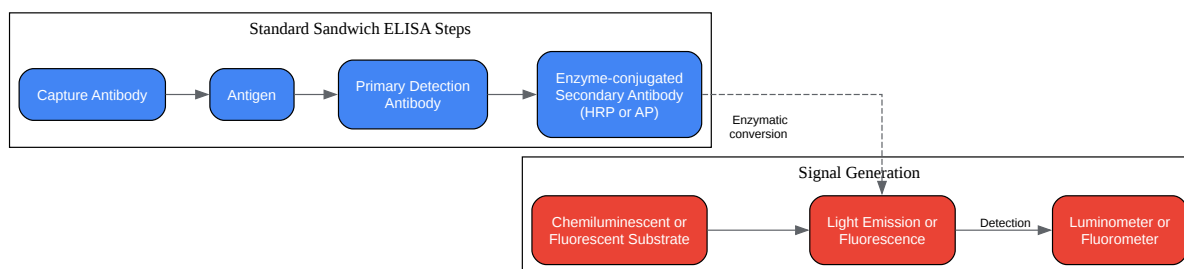 Standard Sandwich ELISA Steps
Capture Antibody
Antigen
Primary Detection
Antibody
Enzyme-conjugated
Secondary Antibody
(HRP or AP)
Enzymatic
conversion
Signal Generation
Chemiluminescent or
Fluorescent Substrate
Light Emission or
Fluorescence
Detection
Luminometer or
Fluorometer